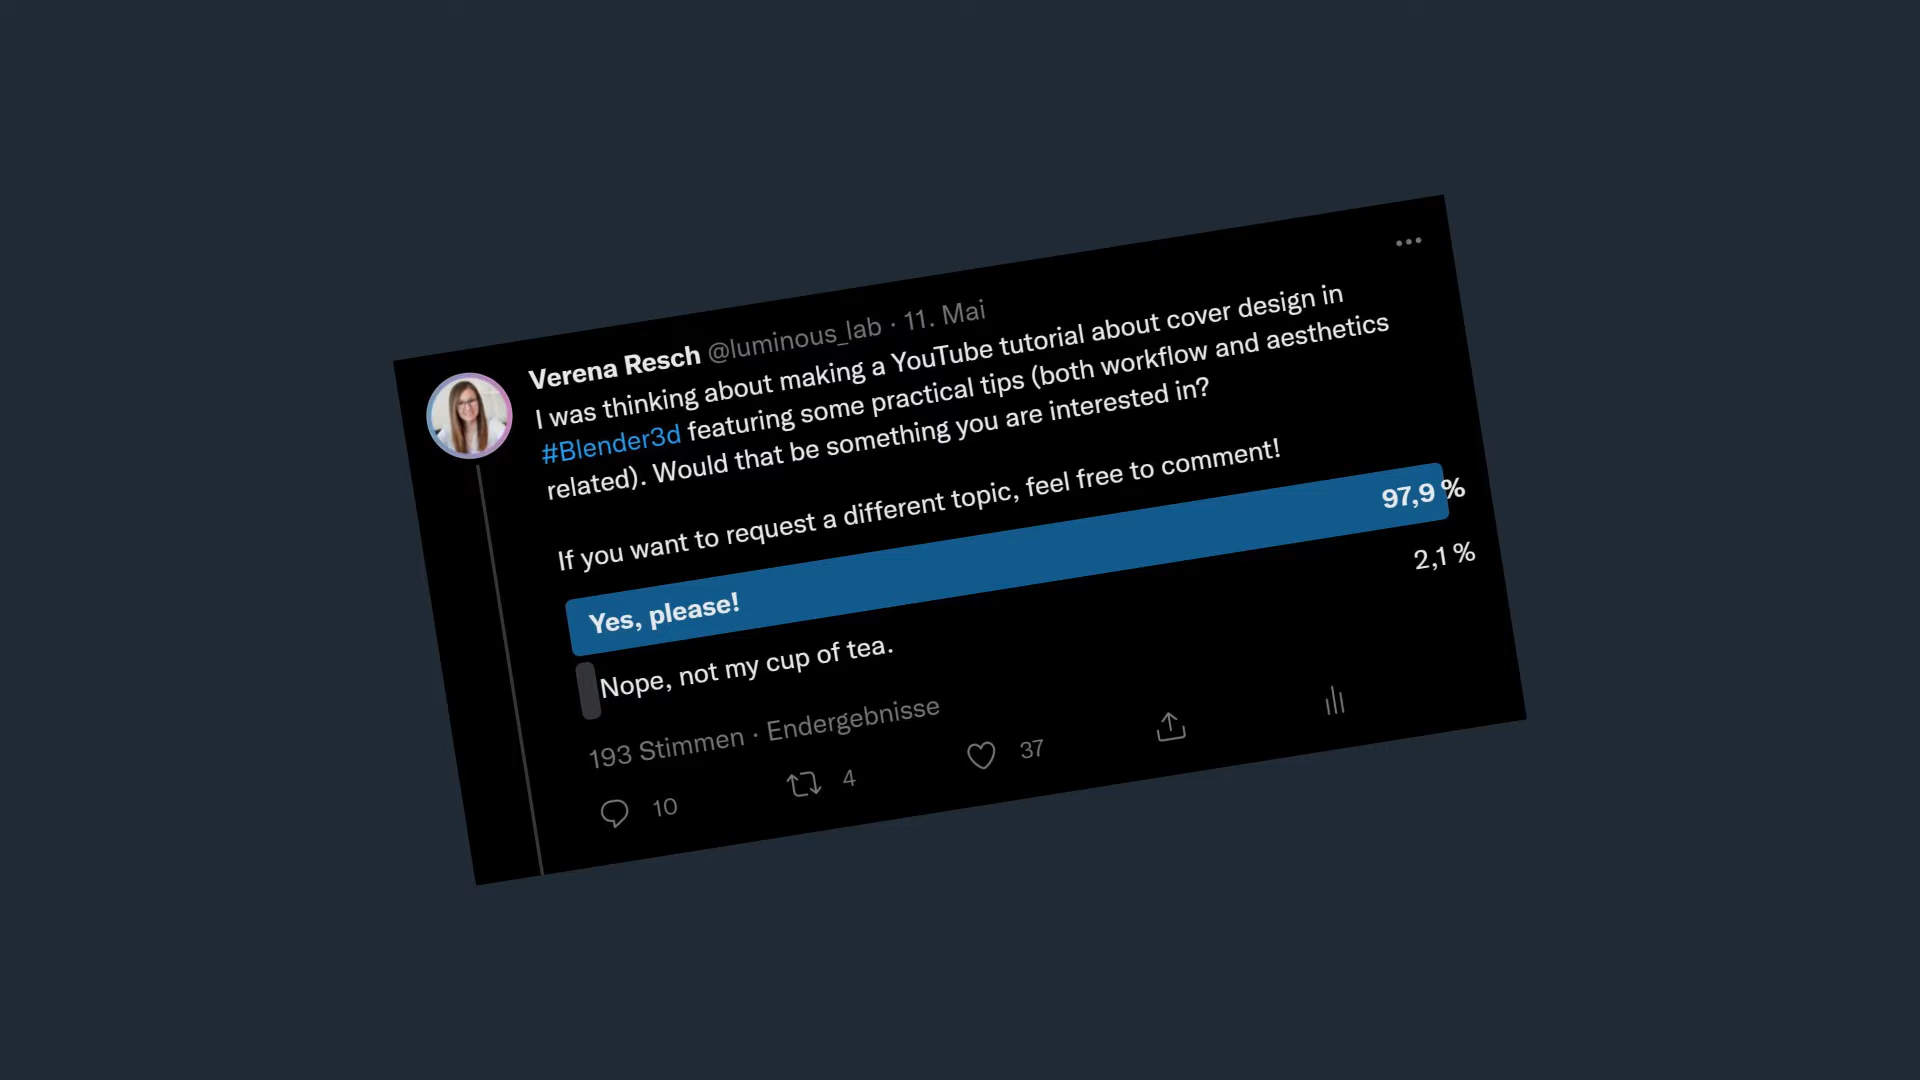 Verena Resch @luminous_lab · 11. Mai
I was thinking about making a YouTube tutorial about cover design in
#Blender3d featuring some practical tips (both workflow and aesthetics
related). Would that be something you are interested in?
If you want to request a different topic, feel free to comment!
Yes, please! 97,9 %
Nope, not my cup of tea. 2,1 %
193 Stimmen · Endergebnisse
10 4 37